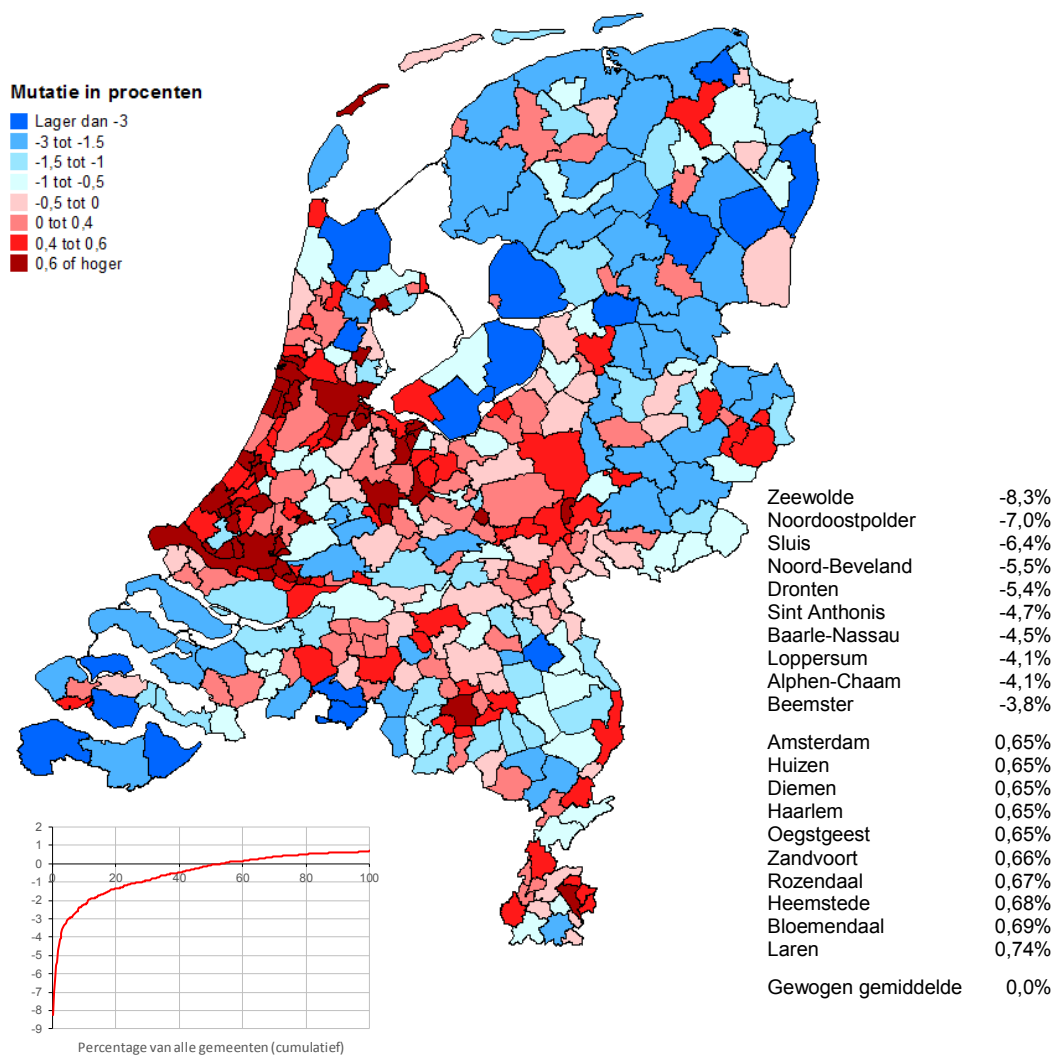 Mutatie in procenten
Lager dan -3
-3 tot -1.5
-1,5 tot -1
-1 tot -0,5
-0,5 tot 0
0 tot 0,4
0,4 tot 0,6
0,6 of hoger
Zeewolde -8,3%
Noordoostpolder -7,0%
Sluis -6,4%
Noord-Beveland -5,5%
Dronten -5,4%
Sint Anthonis -4,7%
Baarle-Nassau -4,5%
Loppersum -4,1%
Alphen-Chaam -4,1%
Beemster -3,8%
Amsterdam 0,65%
Huizen 0,65%
Diemen 0,65%
Haarlem 0,65%
Oegstgeest 0,65%
Zandvoort 0,66%
Rozendaal 0,67%
Heemstede 0,68%
Bloemendaal 0,69%
Laren 0,74%
Gewogen gemiddelde 0,0%
2
1
0
-1
-2
-3
-4
-5
-6
-7
-8
-9
0 20 40 60 80 100
Percentage van alle gemeenten (cumulatief)